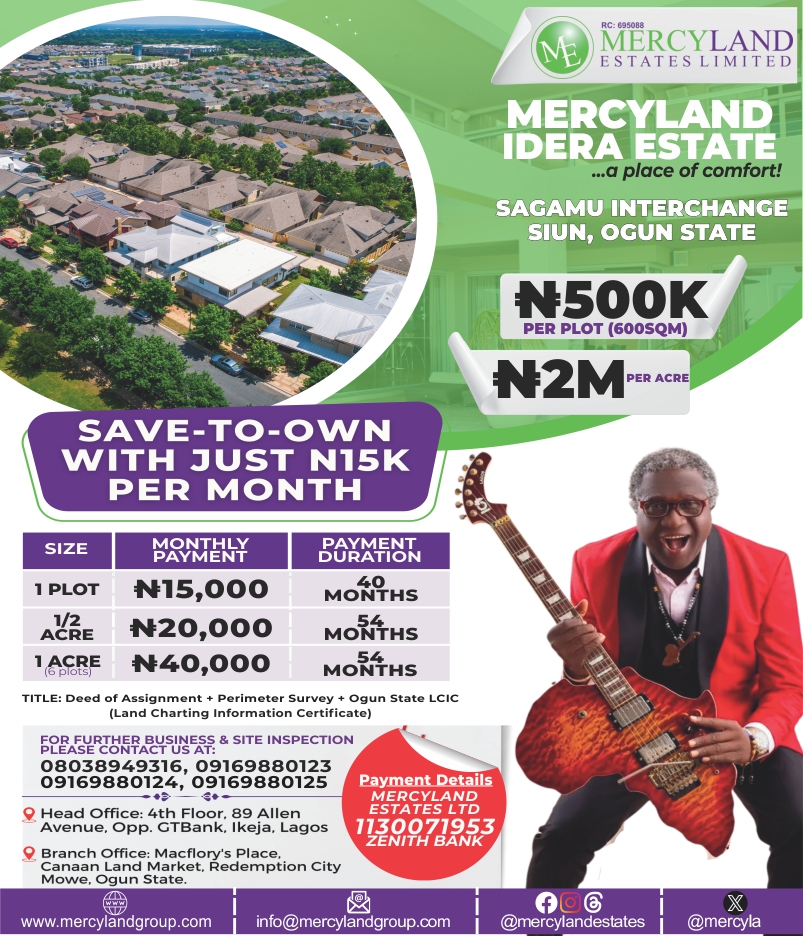 RC: 695088
ME
MERCYLAND
ESTATES LIMITED
MERCYLAND
IDERA ESTATE
...a place of comfort!
SAGAMU INTERCHANGE
SIUN, OGUN STATE
₦500K
PER PLOT (600SQM)
₦2M PER ACRE
SAVE-TO-OWN
WITH JUST N15K
PER MONTH
SIZE MONTHLY PAYMENT PAYMENT DURATION
1 PLOT ₦15,000 40 MONTHS
1/2 ACRE ₦20,000 54 MONTHS
1 ACRE (6 plots) ₦40,000 54 MONTHS
TITLE: Deed of Assignment + Perimeter Survey + Ogun State LCIC
(Land Charting Information Certificate)
FOR FURTHER BUSINESS & SITE INSPECTION
PLEASE CONTACT US AT:
08038949316, 09169880123
09169880124, 09169880125
Head Office: 4th Floor, 89 Allen
Avenue, Opp. GTBank, Ikeja, Lagos
Branch Office: Macflory's Place,
Canaan Land Market, Redemption City
Mowe, Ogun State.
Payment Details
MERCYLAND
ESTATES LTD
1130071953
ZENITH BANK
www.mercylandgroup.com
info@mercylandgroup.com
@mercylandestates
@mercyla